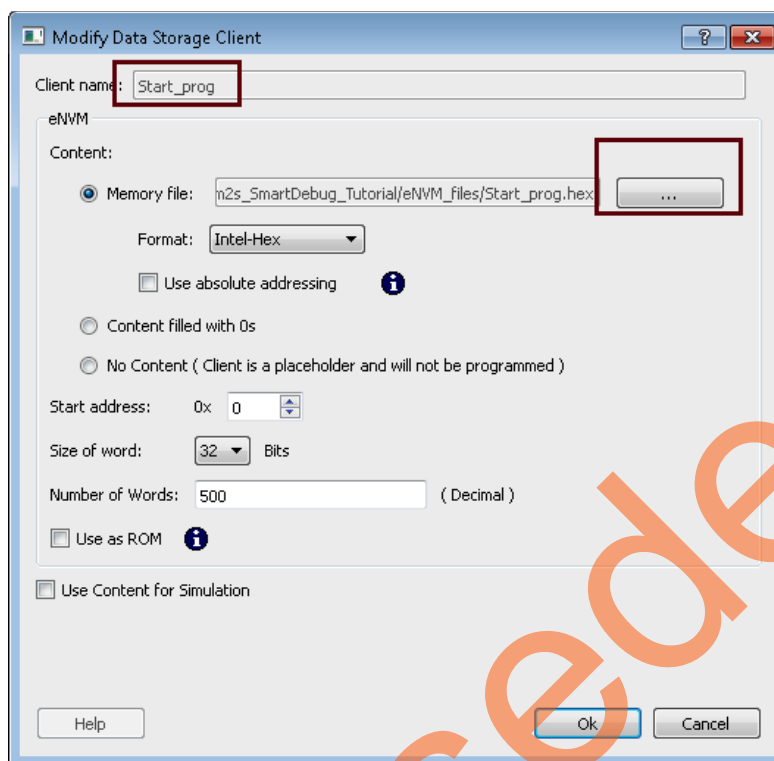 Modify Data Storage Client
?
Client name: Start_prog
eNVM
Content:
Memory file: m2s_SmartDebug_Tutorial/eNVM_files/Start_prog.hex ...
Format: Intel-Hex
Use absolute addressing i
Content filled with 0s
No Content ( Client is a placeholder and will not be programmed )
Start address: 0x 0
Size of word: 32 Bits
Number of Words: 500 ( Decimal )
Use as ROM i
Use Content for Simulation
Help Ok Cancel
cede